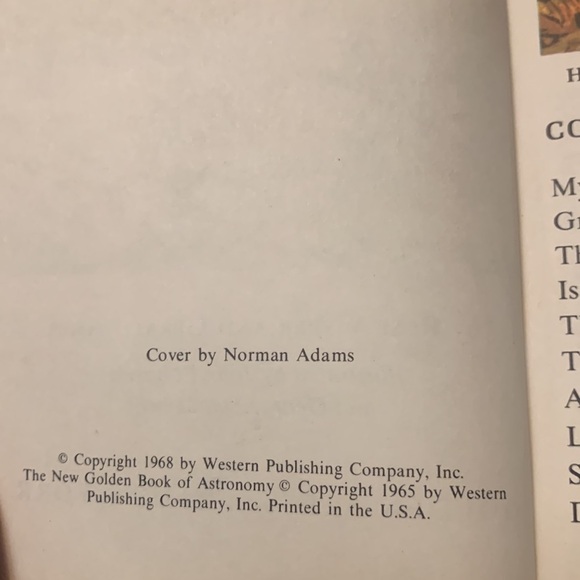 Cover by Norman Adams
© Copyright 1968 by Western Publishing Company, Inc.
The New Golden Book of Astronomy © Copyright 1965 by Western
Publishing Company, Inc. Printed in the U.S.A.
Is
A